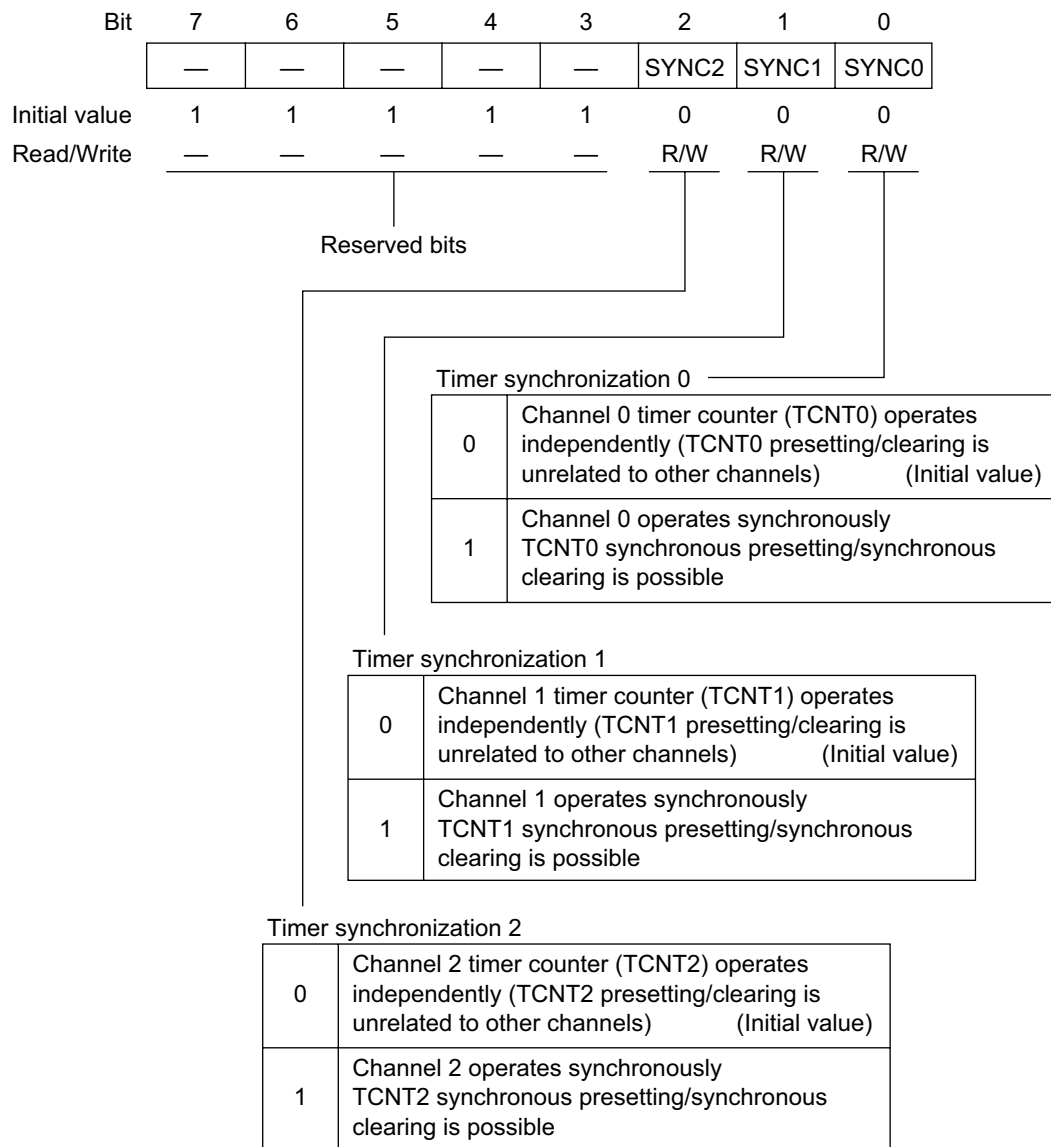 Bit 7 6 5 4 3 2 1 0
— — — — — SYNC2 SYNC1 SYNC0
Initial value 1 1 1 1 1 0 0 0
Read/Write — — — — — R/W R/W R/W
Reserved bits
Timer synchronization 0
0 Channel 0 timer counter (TCNT0) operates
independently (TCNT0 presetting/clearing is
unrelated to other channels) (Initial value)
1 Channel 0 operates synchronously
TCNT0 synchronous presetting/synchronous
clearing is possible
Timer synchronization 1
0 Channel 1 timer counter (TCNT1) operates
independently (TCNT1 presetting/clearing is
unrelated to other channels) (Initial value)
1 Channel 1 operates synchronously
TCNT1 synchronous presetting/synchronous
clearing is possible
Timer synchronization 2
0 Channel 2 timer counter (TCNT2) operates
independently (TCNT2 presetting/clearing is
unrelated to other channels) (Initial value)
1 Channel 2 operates synchronously
TCNT2 synchronous presetting/synchronous
clearing is possible